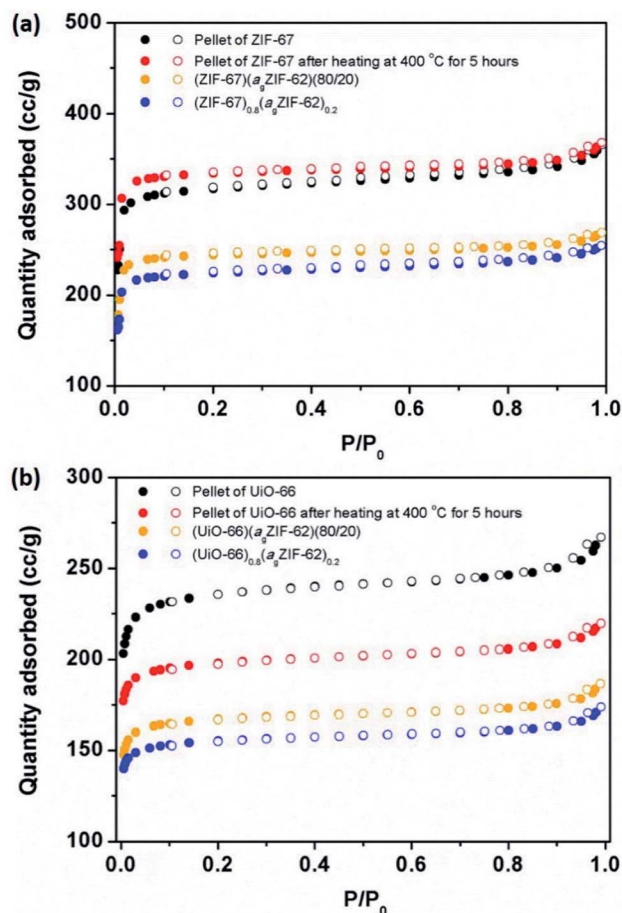 (a)
500
400
300
200
100
Quantity adsorbed (cc/g)
Pellet of ZIF-67
Pellet of ZIF-67 after heating at 400 °C for 5 hours
(ZIF-67)(agZIF-62)(80/20)
(ZIF-67)0.8(agZIF-62)0.2
0.0 0.2 0.4 0.6 0.8 1.0
P/P0
(b)
300
250
200
150
100
Quantity adsorbed (cc/g)
Pellet of UiO-66
Pellet of UiO-66 after heating at 400 °C for 5 hours
(UiO-66)(agZIF-62)(80/20)
(UiO-66)0.8(agZIF-62)0.2
0.0 0.2 0.4 0.6 0.8 1.0
P/P0